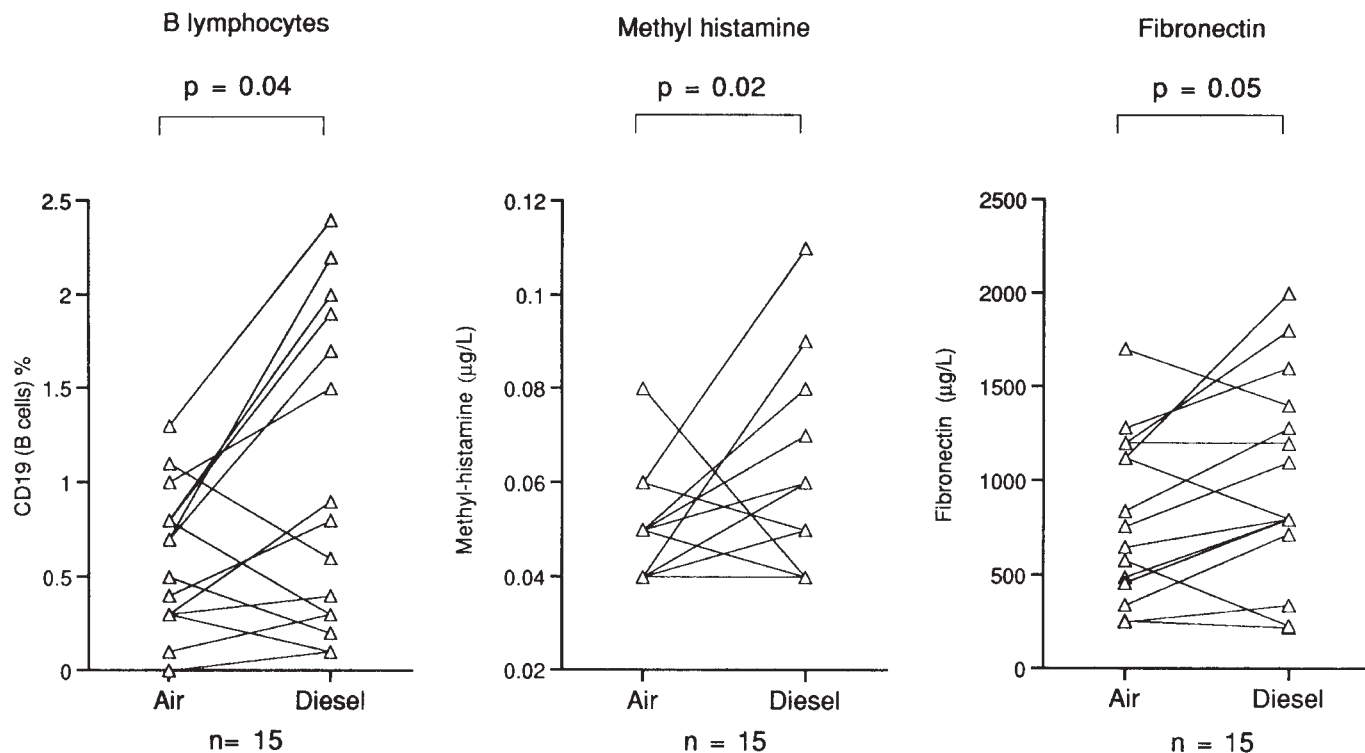 B lymphocytes
p = 0.04
2.5
2
1.5
1
0.5
0
CD19 (B cells) %
Air
Diesel
n= 15
Methyl histamine
p = 0.02
0.12
0.1
0.08
0.06
0.04
0.02
Methyl-histamine (μg/L)
Air
Diesel
n = 15
Fibronectin
p = 0.05
2500
2000
1500
1000
500
0
Fibronectin (μg/L)
Air
Diesel
n = 15